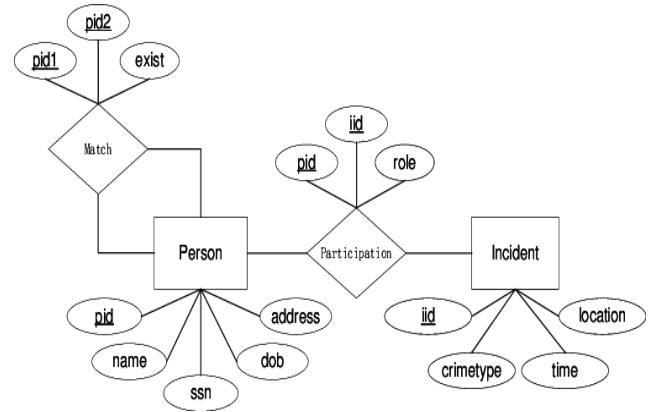 pid2
pid1
exist
Match
iid
pid
role
Person
Participation
Incident
pid
address
name
dob
ssn
iid
location
crimetype
time